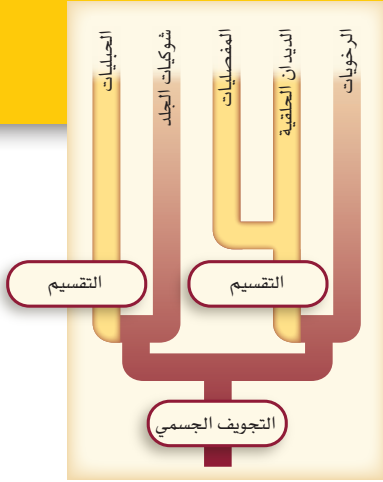 الرخويات
الديدان الحلقية
المفصليات
شوكيات الجلد
الحبليات
التقسيم
التقسيم
التجويف الجسمي